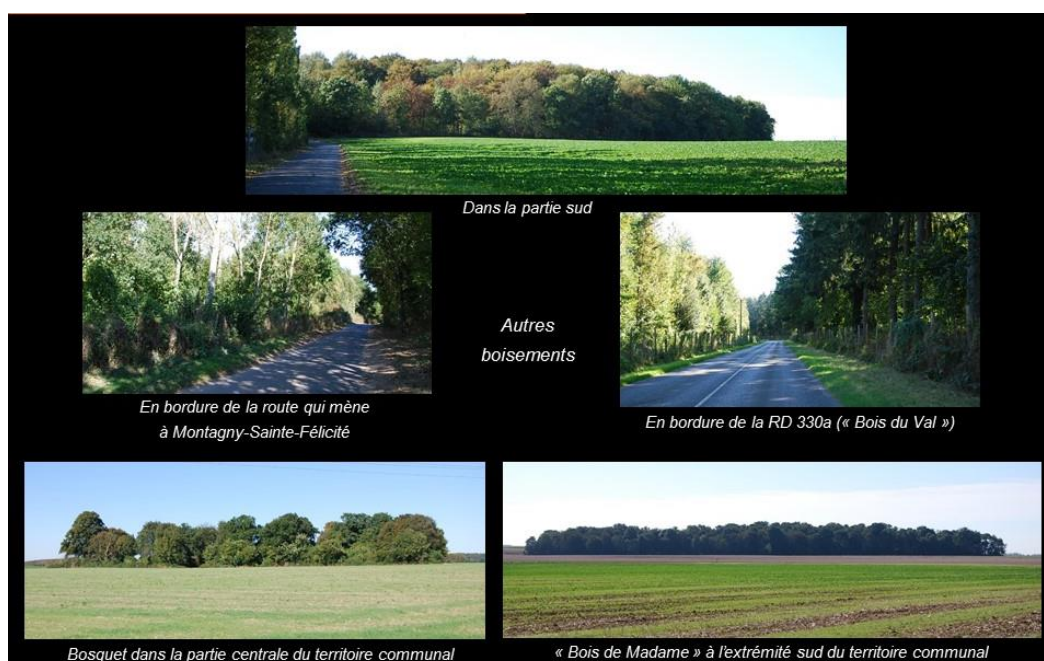 Dans la partie sud
Autres
boisements
En bordure de la route qui mène
à Montagny-Sainte-Félicité
En bordure de la RD 330a (« Bois du Val »)
Bosquet dans la partie centrale du territoire communal
« Bois de Madame » à l'extrémité sud du territoire communal